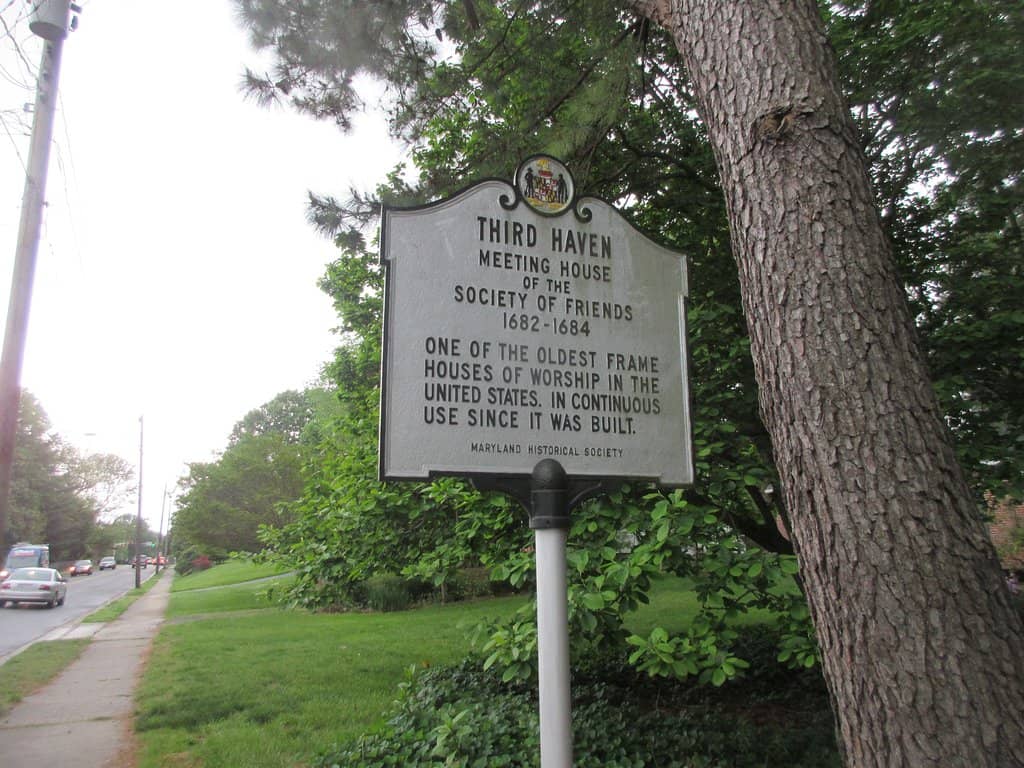 THIRD HAVEN
MEETING HOUSE
OF THE
SOCIETY OF FRIENDS
1682-1684
ONE OF THE OLDEST FRAME
HOUSES OF WORSHIP IN THE
UNITED STATES. IN CONTINUOUS
USE SINCE IT WAS BUILT.
MARYLAND HISTORICAL SOCIETY